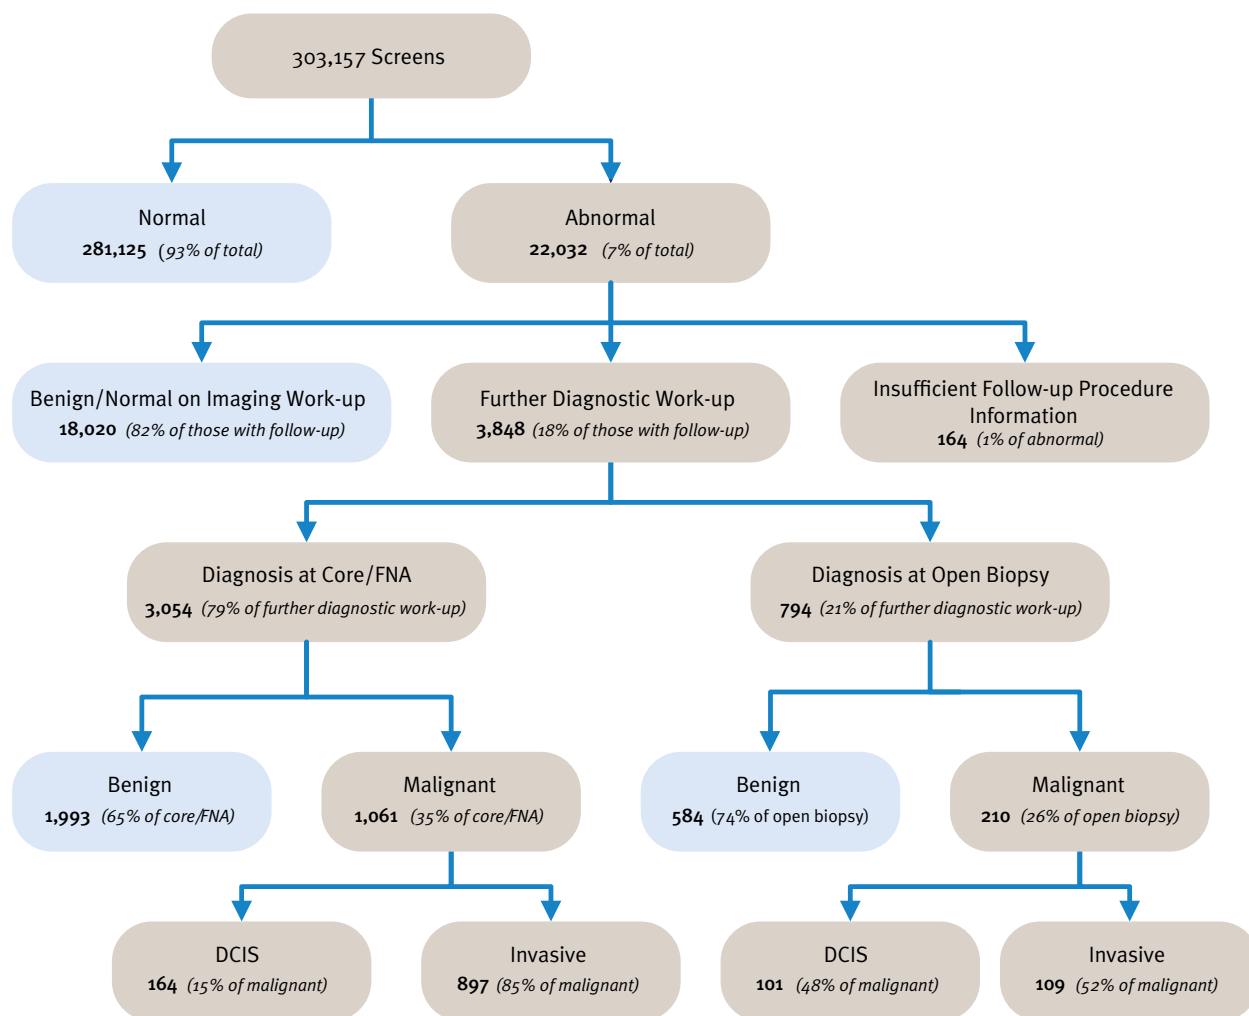 303,157 Screens
Normal
281,125 (93% of total)
Abnormal
22,032 (7% of total)
Benign/Normal on Imaging Work-up
18,020 (82% of those with follow-up)
Further Diagnostic Work-up
3,848 (18% of those with follow-up)
Insufficient Follow-up Procedure
Information
164 (1% of abnormal)
Diagnosis at Core/FNA
3,054 (79% of further diagnostic work-up)
Diagnosis at Open Biopsy
794 (21% of further diagnostic work-up)
Benign
1,993 (65% of core/FNA)
Malignant
1,061 (35% of core/FNA)
Benign
584 (74% of open biopsy)
Malignant
210 (26% of open biopsy)
DCIS
164 (15% of malignant)
Invasive
897 (85% of malignant)
DCIS
101 (48% of malignant)
Invasive
109 (52% of malignant)